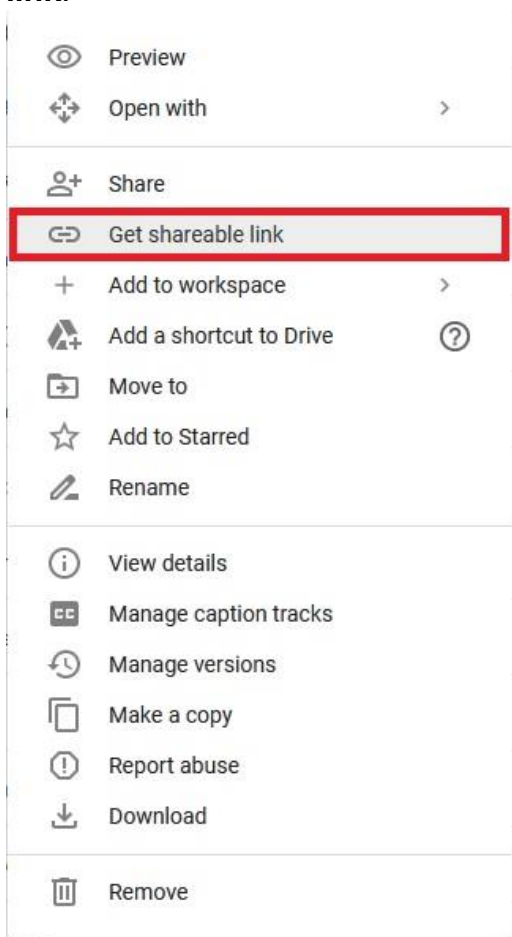 Preview
Open with
Share
Get shareable link
Add to workspace
Add a shortcut to Drive
Move to
Add to Starred
Rename
View details
Manage caption tracks
Manage versions
Make a copy
Report abuse
Download
Remove